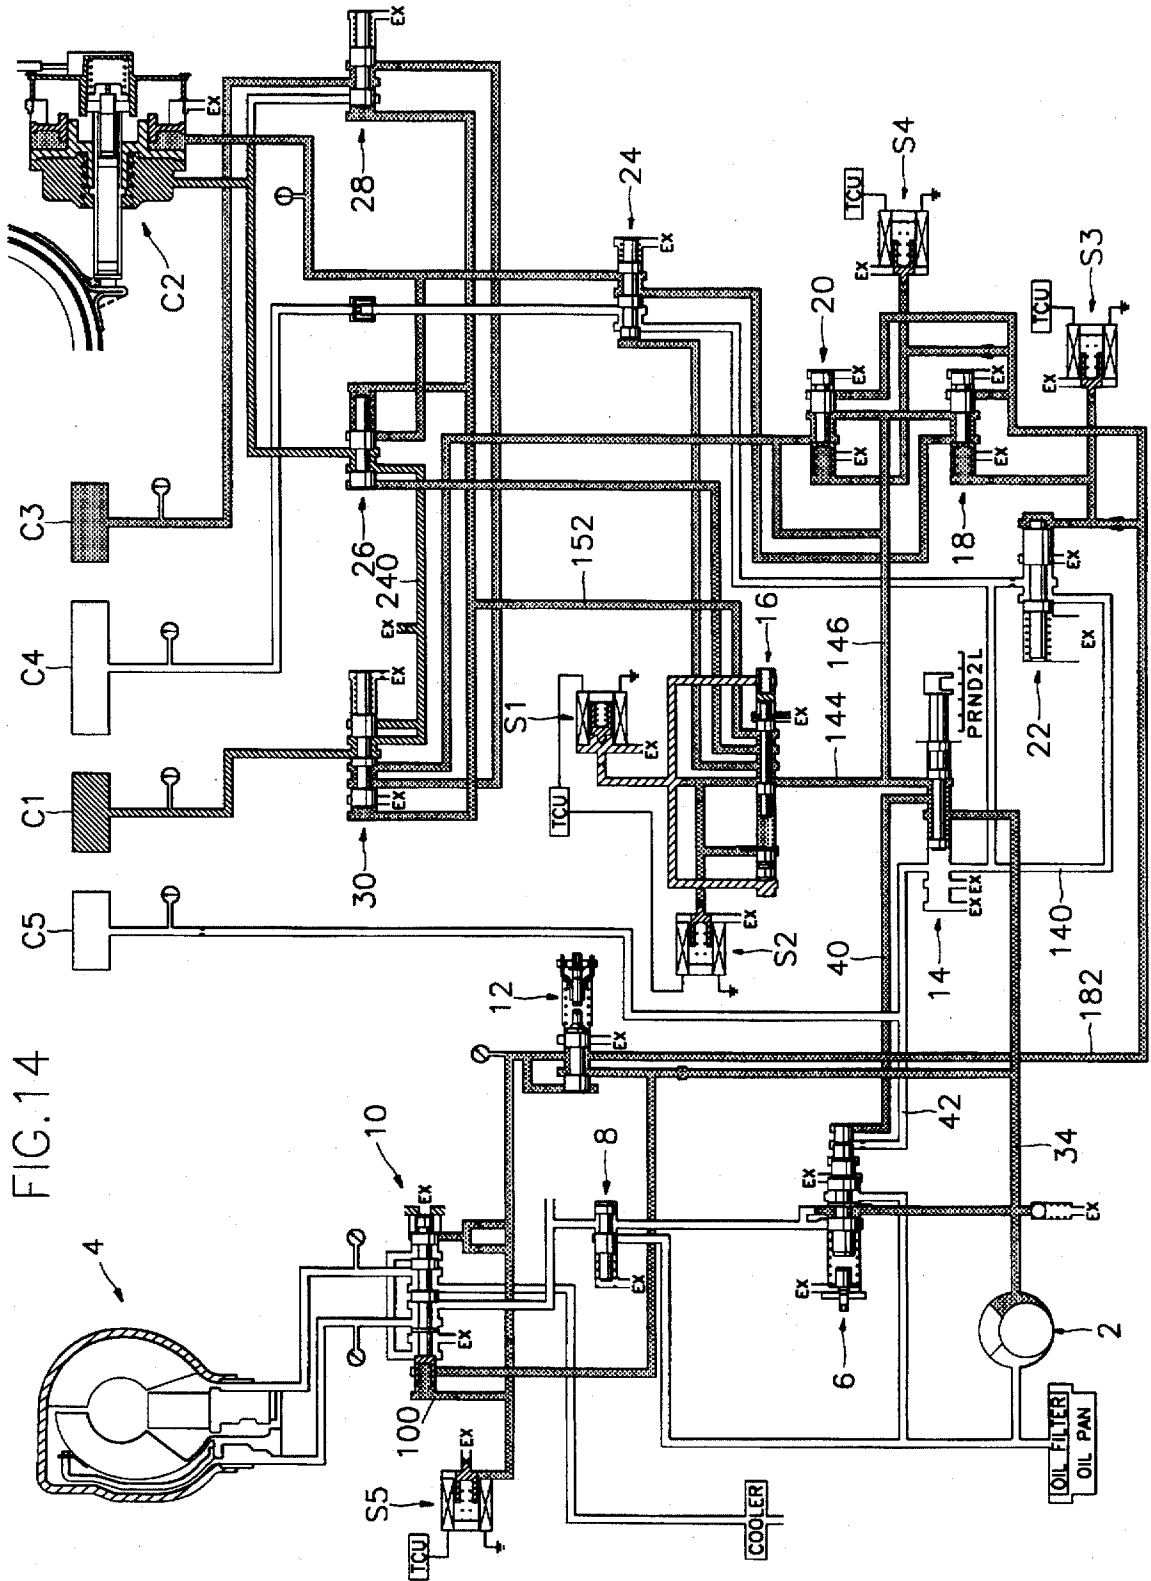 FIG.14
4
10
EX
EX
100
S5
EX
TCU
COOLER
8
EX
12
EX
6
EX
EX
EX
2
OIL FILTER
OIL PAN
34
EX
42
40
182
140
14
EX
EX
PRND2L
144
146
22
EX
EX
S2
EX
TCU
S1
EX
16
EX
152
C5
C1
C4
C3
C2
EX
30
EX
EX
EX
240
26
28
EX
24
EX
20
EX
EX
18
EX
EX
S4
TCU
EX
S3
TCU
EX